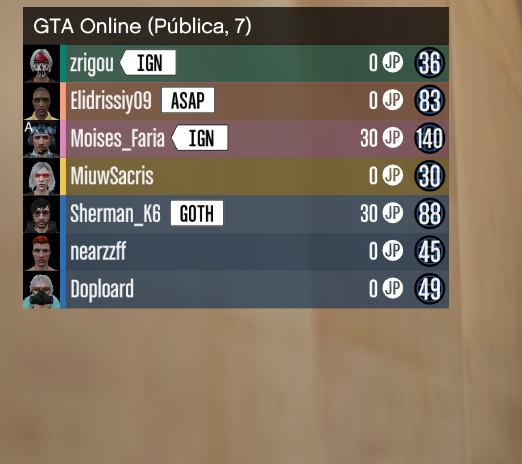 GTA Online (Pública, 7)
zrigou IGN 0 JP 36
Elidrissiy09 ASAP 0 JP 83
A
Moises_Faria IGN 30 JP 140
MiuwSacris 0 JP 30
Sherman_K6 GOTH 30 JP 88
nearzzff 0 JP 45
Doploard 0 JP 49